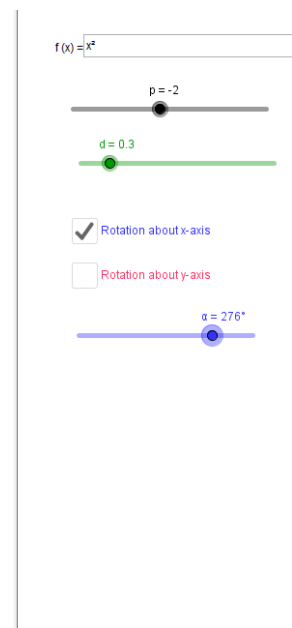 f (x) = x²
p = -2
d = 0.3
Rotation about x-axis
Rotation about y-axis
α = 276°